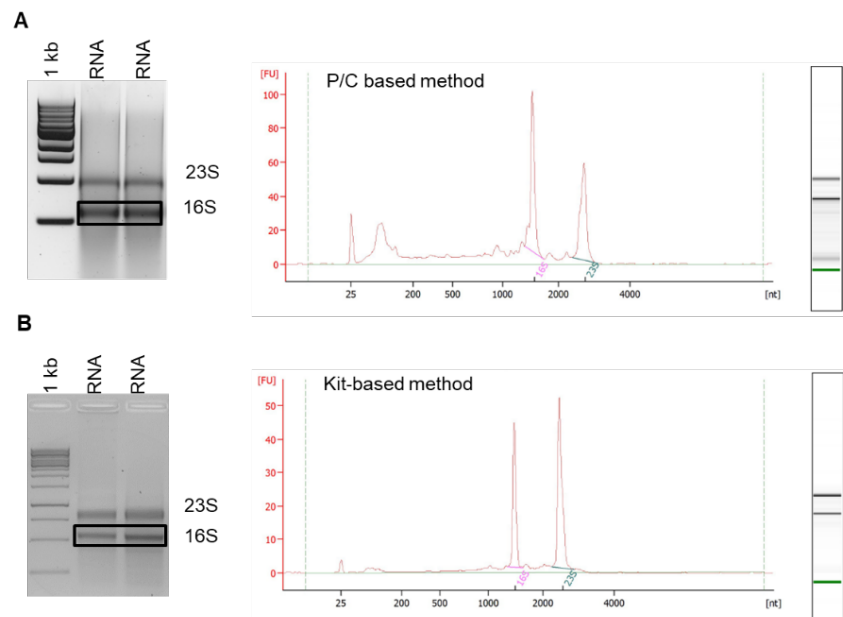 A
1 kb
RNA
RNA
23S
16S
[FU]
P/C based method
100
80
60
40
20
0
16S
23S
25
200
500
1000
2000
4000
[nt]
B
1 kb
RNA
RNA
23S
16S
[FU]
Kit-based method
50
40
30
20
10
0
16S
23S
25
200
500
1000
2000
4000
[nt]